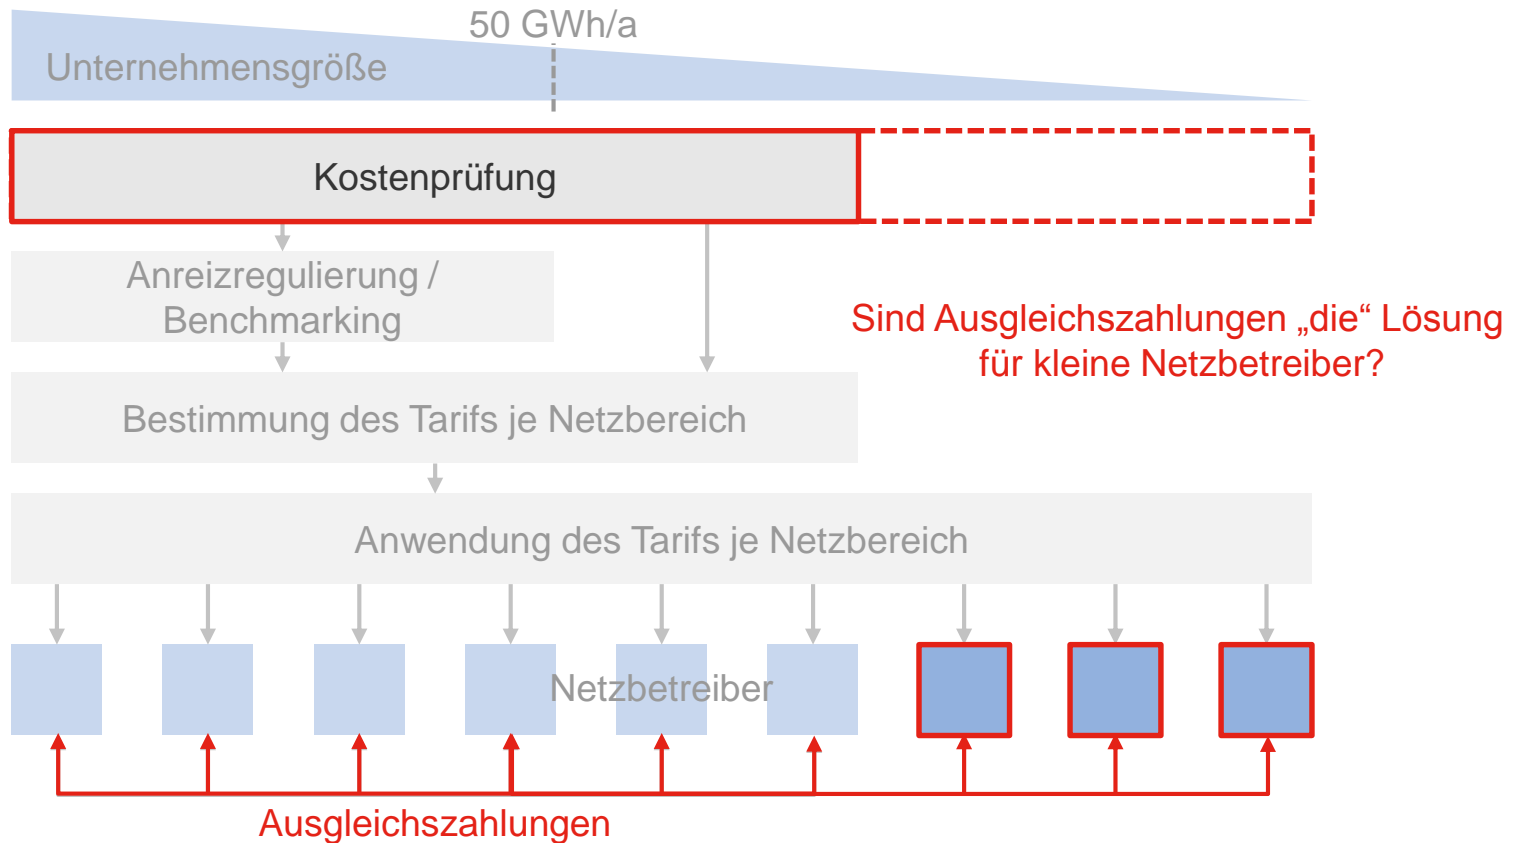 50 GWh/a
Unternehmensgröße
Kostenprüfung
Anreizregulierung /
Benchmarking
Sind Ausgleichszahlungen „die“ Lösung
für kleine Netzbetreiber?
Bestimmung des Tarifs je Netzbereich
Anwendung des Tarifs je Netzbereich
Netzbetreiber
Ausgleichszahlungen